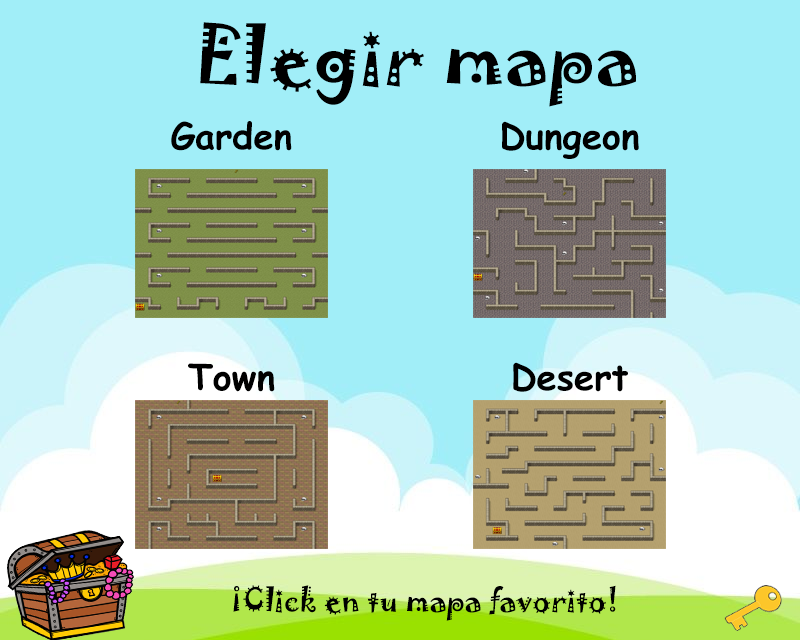 Elegir mapa
Garden
Dungeon
Town
Desert
¡Click en tu mapa favorito!